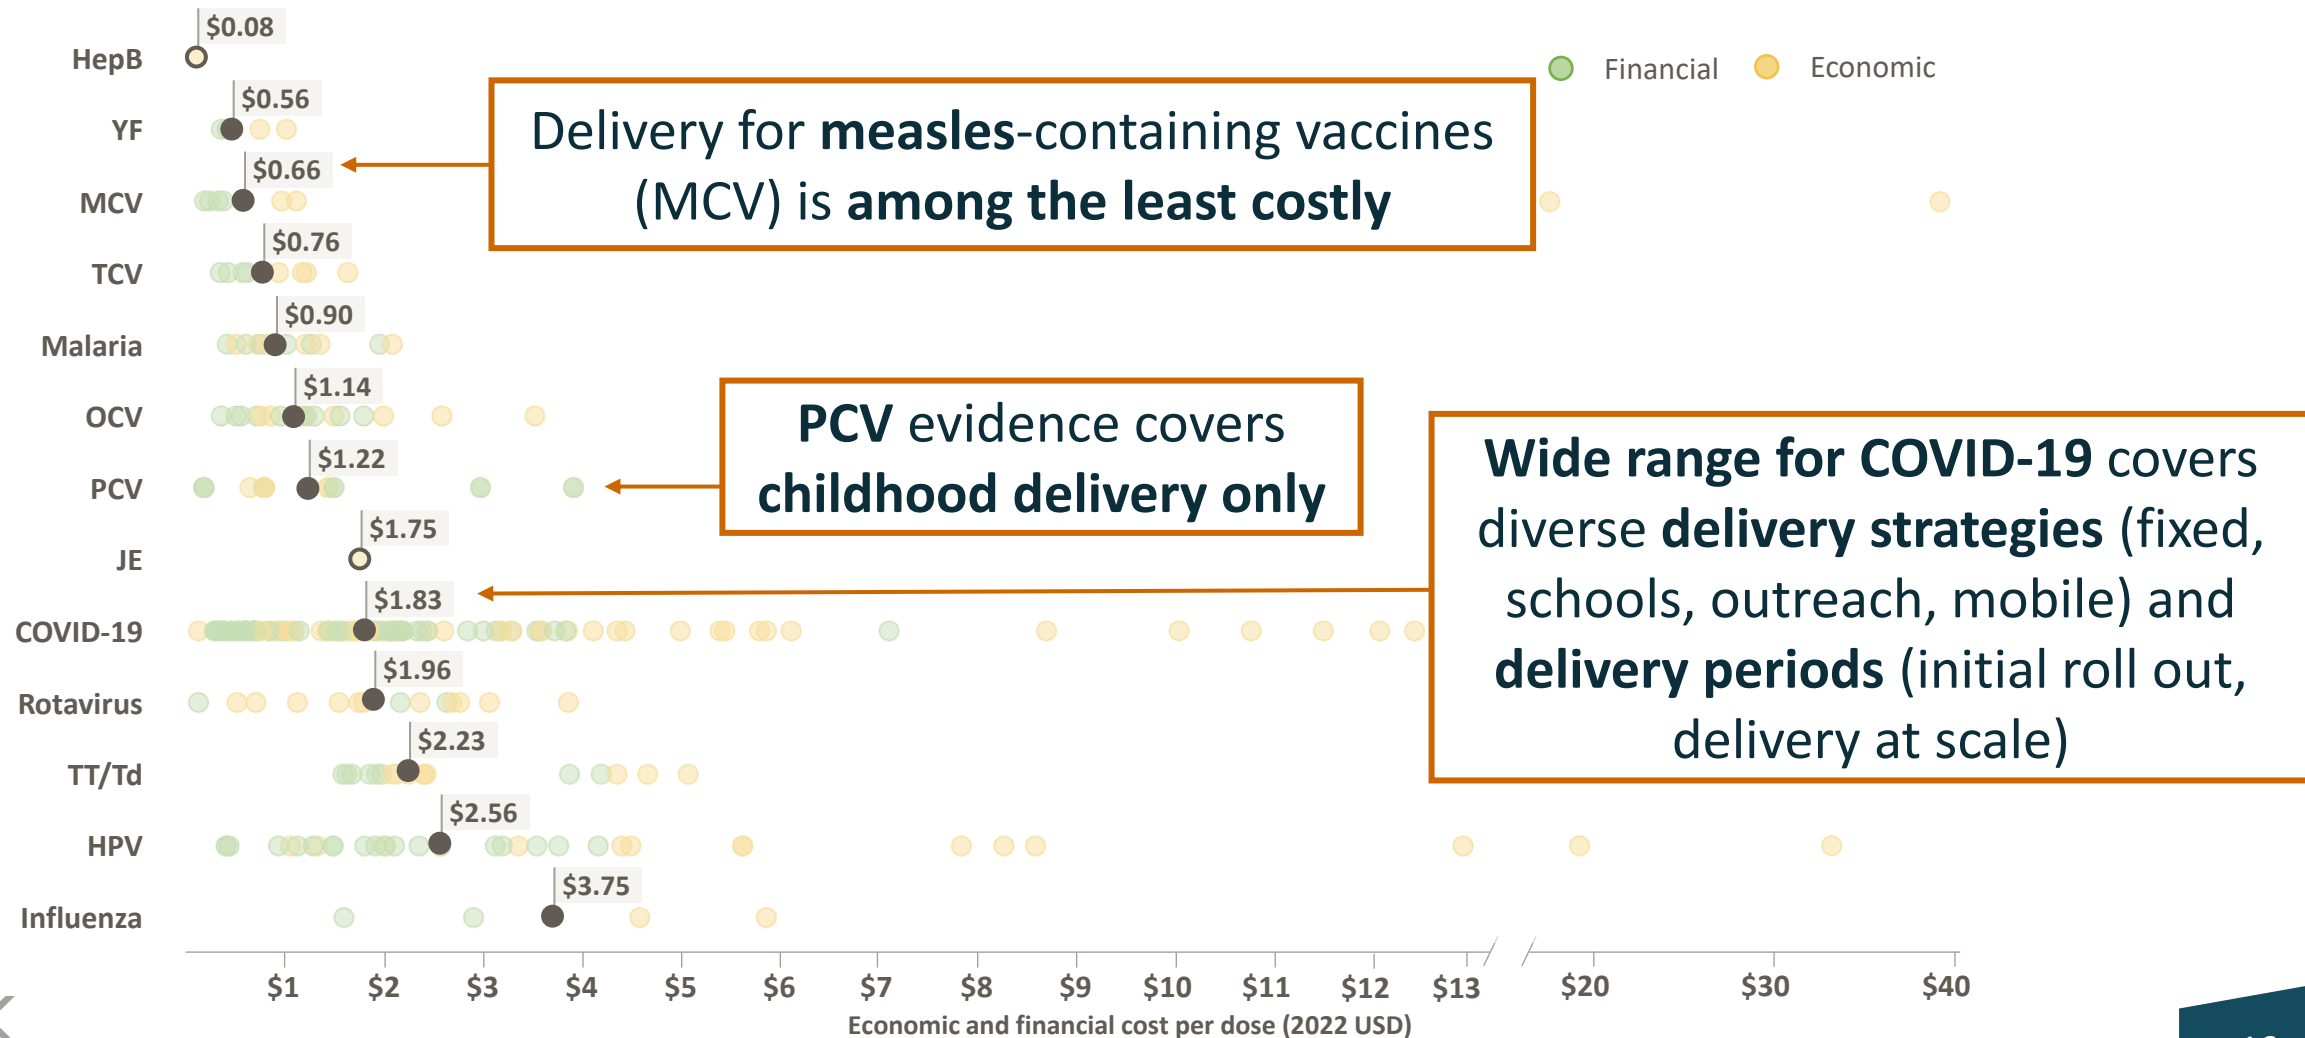 $0.08
HepB
Financial
Economic
$0.56
YF
Delivery for measles-containing vaccines
(MCV) is among the least costly
$0.66
MCV
$0.76
TCV
$0.90
Malaria
$1.14
OCV
PCV evidence covers
childhood delivery only
$1.22
PCV
Wide range for COVID-19 covers
diverse delivery strategies (fixed,
schools, outreach, mobile) and
delivery periods (initial roll out,
delivery at scale)
$1.75
JE
$1.83
COVID-19
$1.96
Rotavirus
$2.23
TT/Td
$2.56
HPV
$3.75
Influenza
$1 $2 $3 $4 $5 $6 $7 $8 $9 $10 $11 $12 $13 $20 $30 $40
Economic and financial cost per dose (2022 USD)